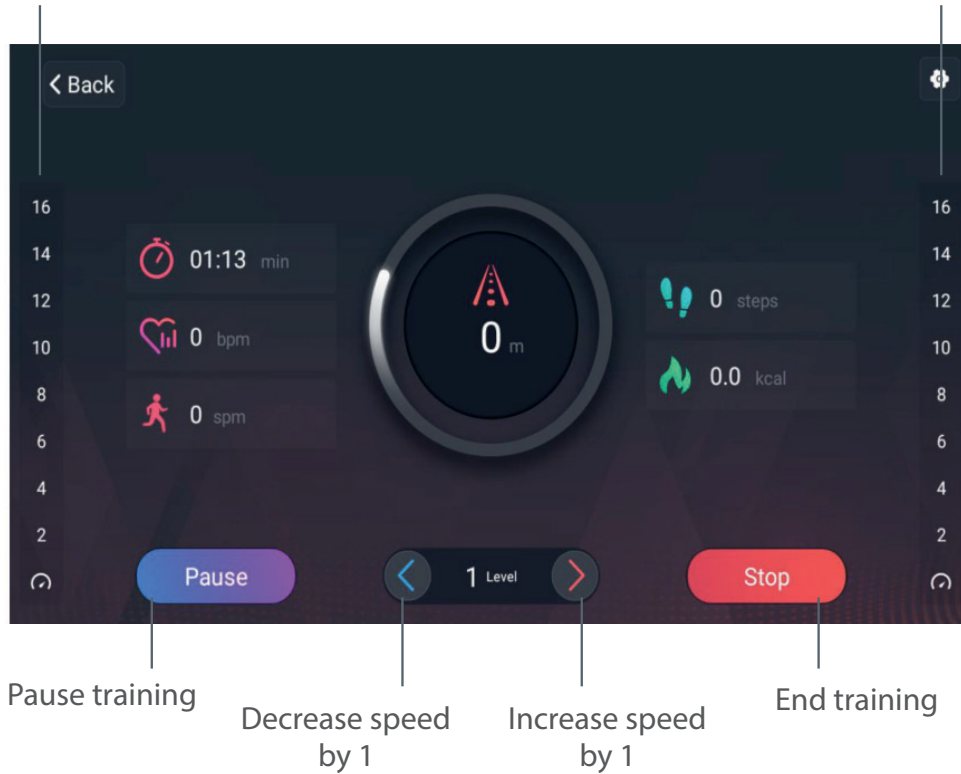 Back
16
14
12
10
8
6
4
2
01:13 min
0 bpm
0 spm
0 m
0 steps
0.0 kcal
16
14
12
10
8
6
4
2
Pause
1 Level
Stop
Pause training
Decrease speed
by 1
Increase speed
by 1
End training